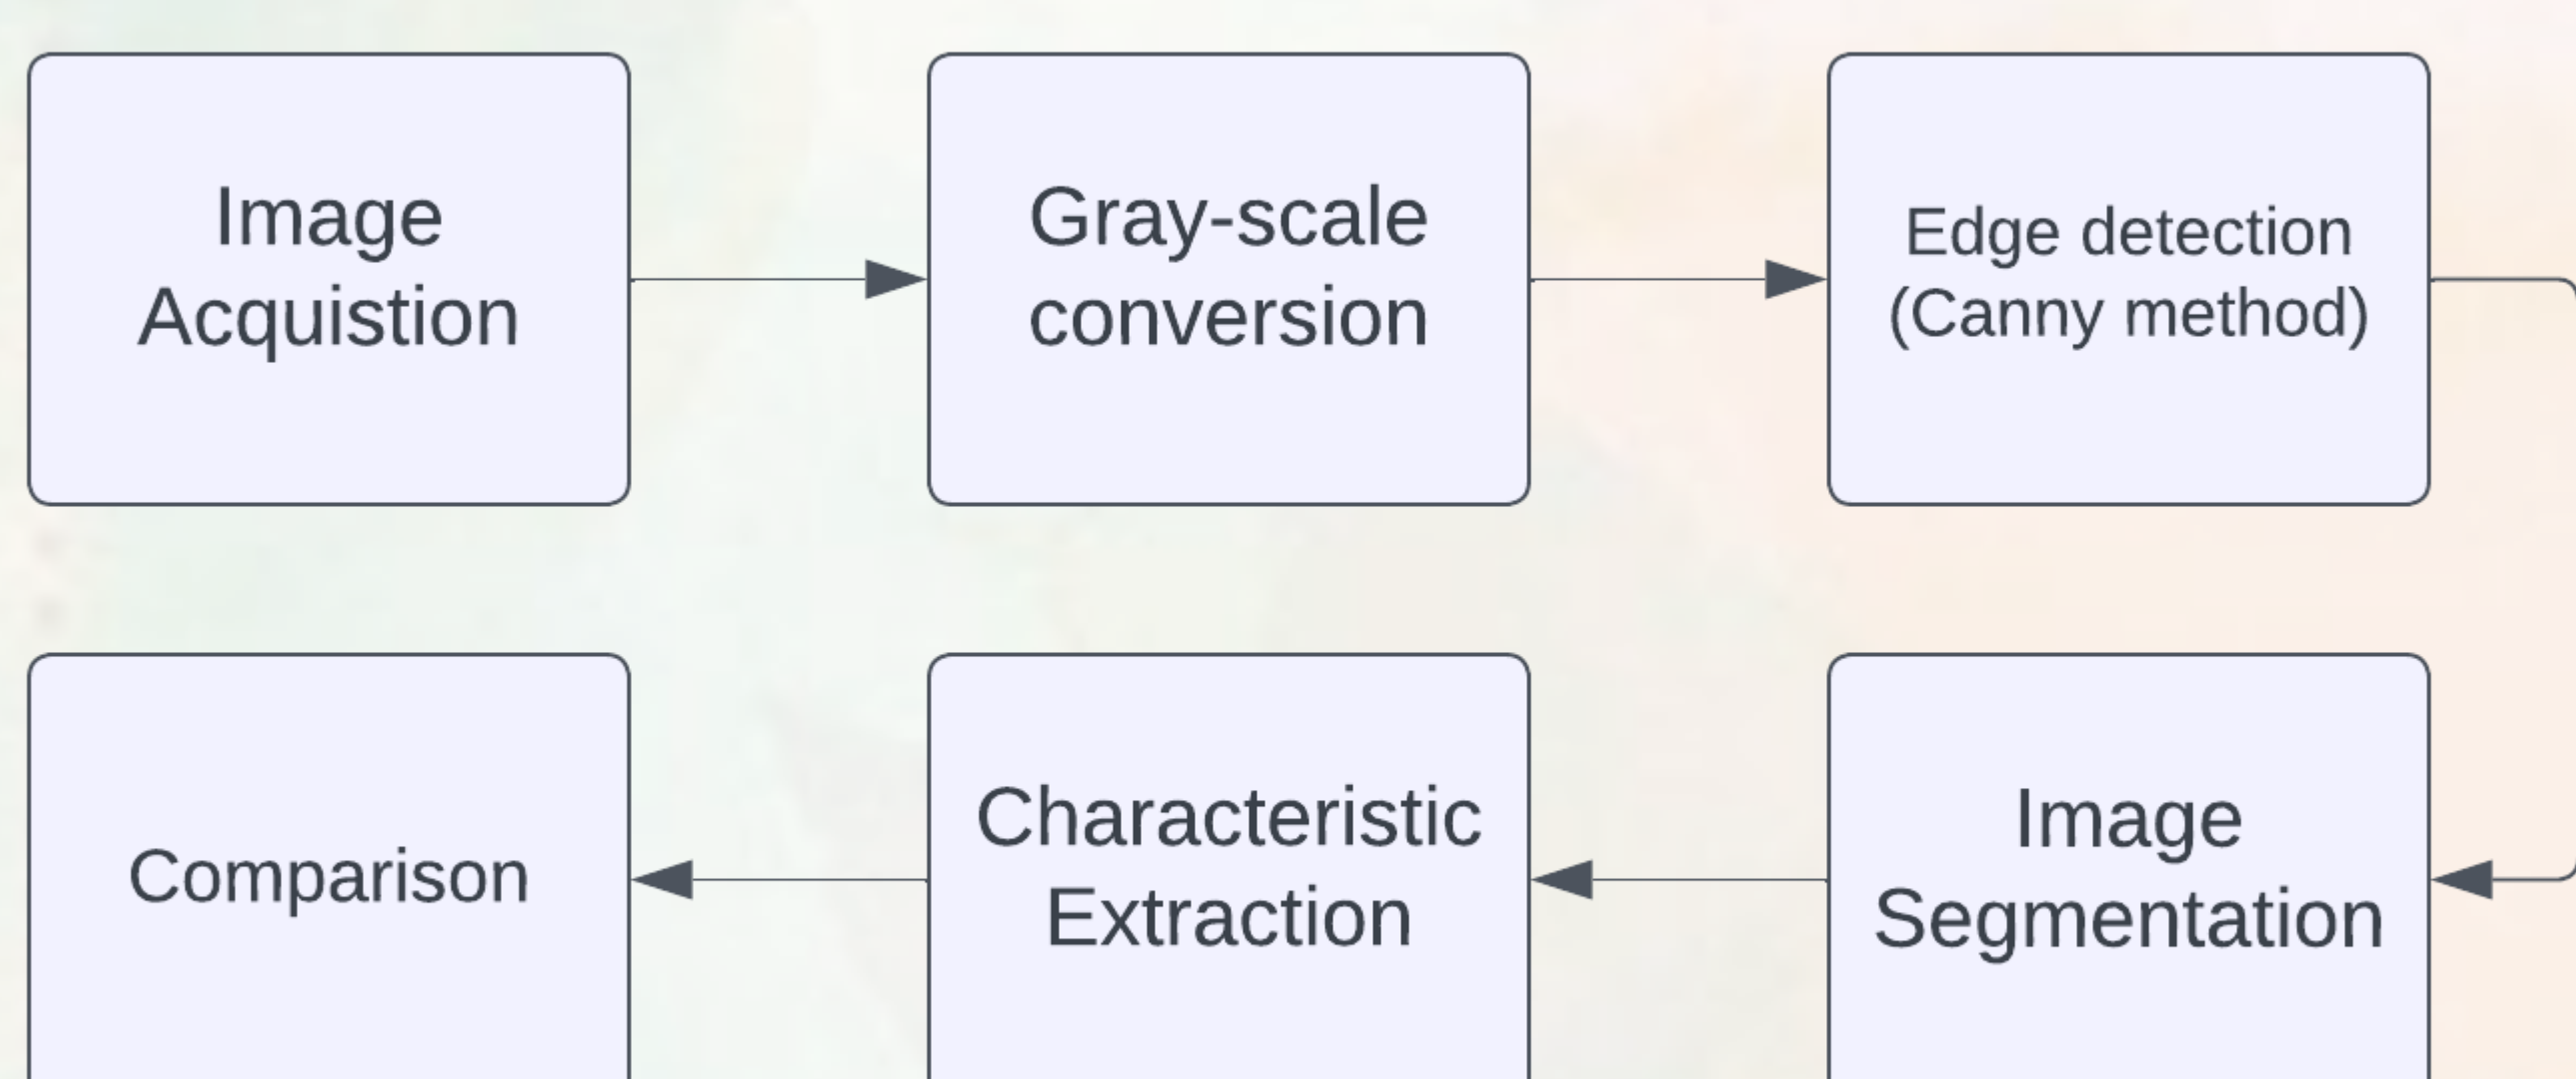 Image
Acquistion
Gray-scale
conversion
Edge detection
(Canny method)
Comparison
Characteristic
Extraction
Image
Segmentation